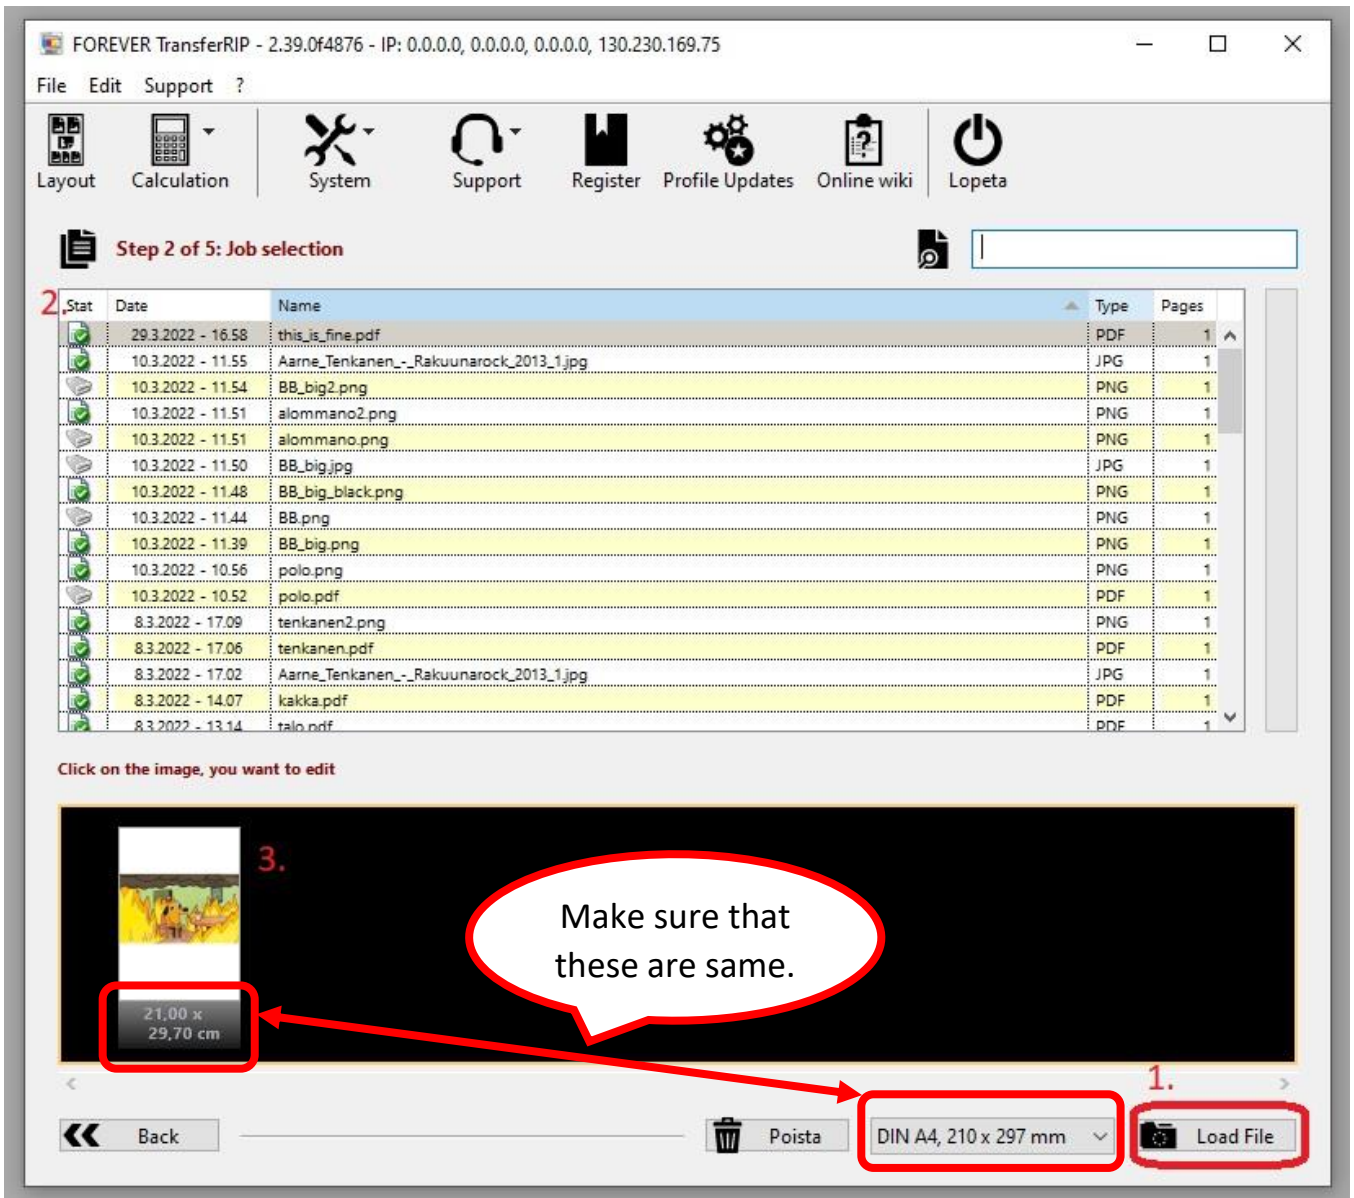 FOREVER TransferRIP - 2.39.0f4876 - IP: 0.0.0.0, 0.0.0.0, 0.0.0.0, 130.230.169.75
File Edit Support ?
Layout Calculation System Support Register Profile Updates Online wiki Lopeta
Step 2 of 5: Job selection
2. Stat Date Name Type Pages
29.3.2022 - 16.58 this_is_fine.pdf PDF 1
10.3.2022 - 11.55 Aarne_Tenkanen_-_Rakuunarock_2013_1.jpg JPG 1
10.3.2022 - 11.54 BB_big2.png PNG 1
10.3.2022 - 11.51 alommano2.png PNG 1
10.3.2022 - 11.51 alommano.png PNG 1
10.3.2022 - 11.50 BB_big.jpg JPG 1
10.3.2022 - 11.48 BB_big_black.png PNG 1
10.3.2022 - 11.44 BB.png PNG 1
10.3.2022 - 11.39 BB_big.png PNG 1
10.3.2022 - 10.56 polo.png PNG 1
10.3.2022 - 10.52 polo.pdf PDF 1
8.3.2022 - 17.09 tenkanen2.png PNG 1
8.3.2022 - 17.06 tenkanen.pdf PDF 1
8.3.2022 - 17.02 Aarne_Tenkanen_-_Rakuunarock_2013_1.jpg JPG 1
8.3.2022 - 14.07 kakka.pdf PDF 1
8.3.2022 - 13.14 talo.pdf PDF 1
Click on the image, you want to edit
3.
Make sure that
these are same.
21,00 x
29,70 cm
1.
Back Poista DIN A4, 210 x 297 mm Load File